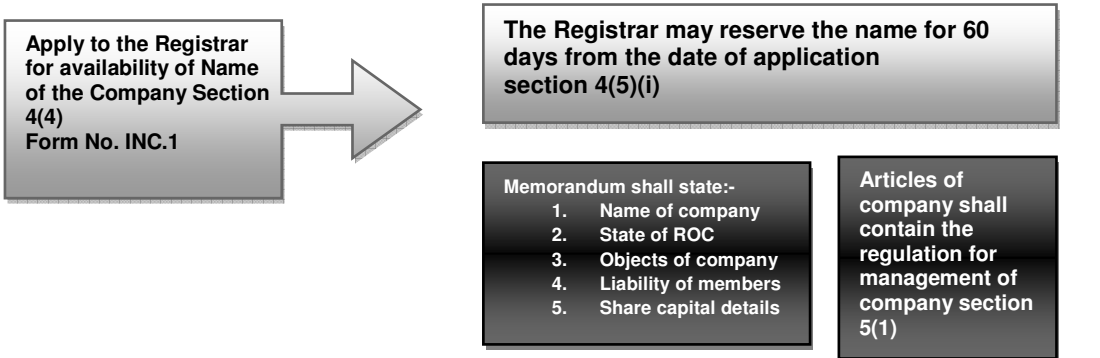 Apply to the Registrar
for availability of Name
of the Company Section
4(4)
Form No. INC.1
The Registrar may reserve the name for 60
days from the date of application
section 4(5)(i)
Memorandum shall state:-
1. Name of company
2. State of ROC
3. Objects of company
4. Liability of members
5. Share capital details
Articles of
company shall
contain the
regulation for
management of
company section
5(1)